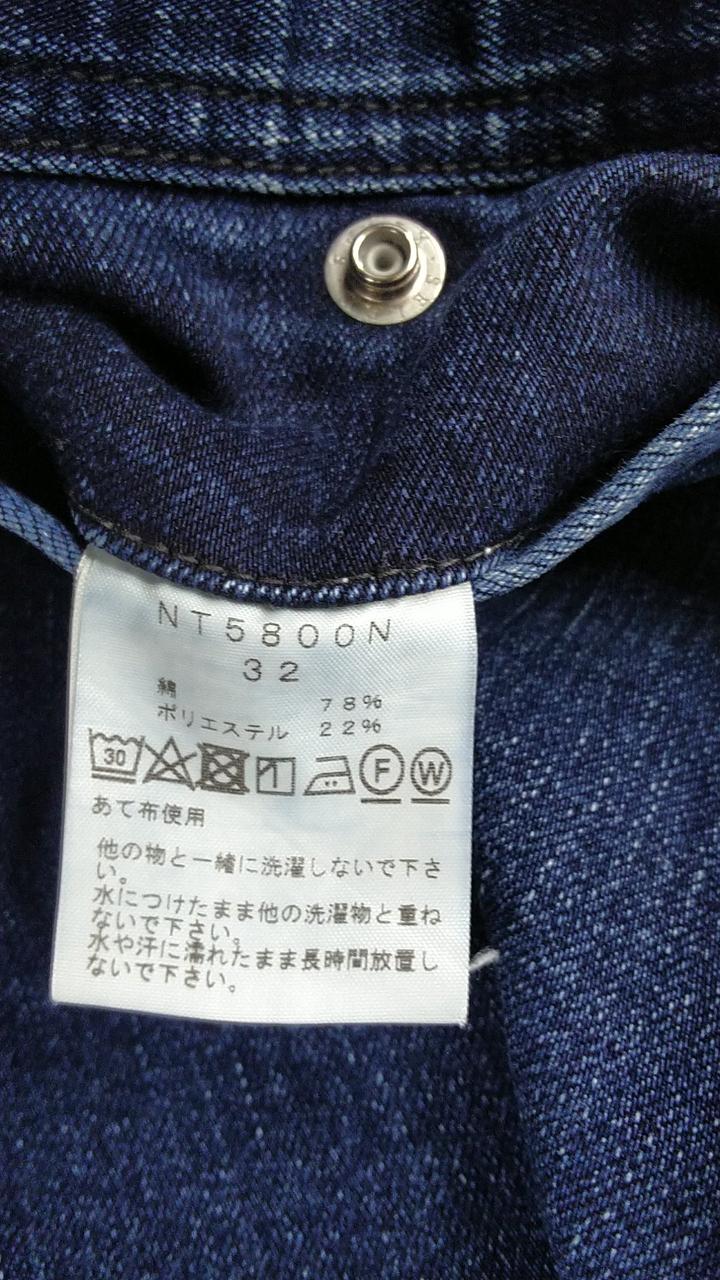 NT5800N
32
綿 78%
ポリエステル 22%
30 F W
あて布使用
他の物と一緒に洗濯しないで下さ
い。
水につけたまま他の洗濯物と重ね
ないで下さい。
水や汗に濡れたまま長時間放置し
ないで下さい。